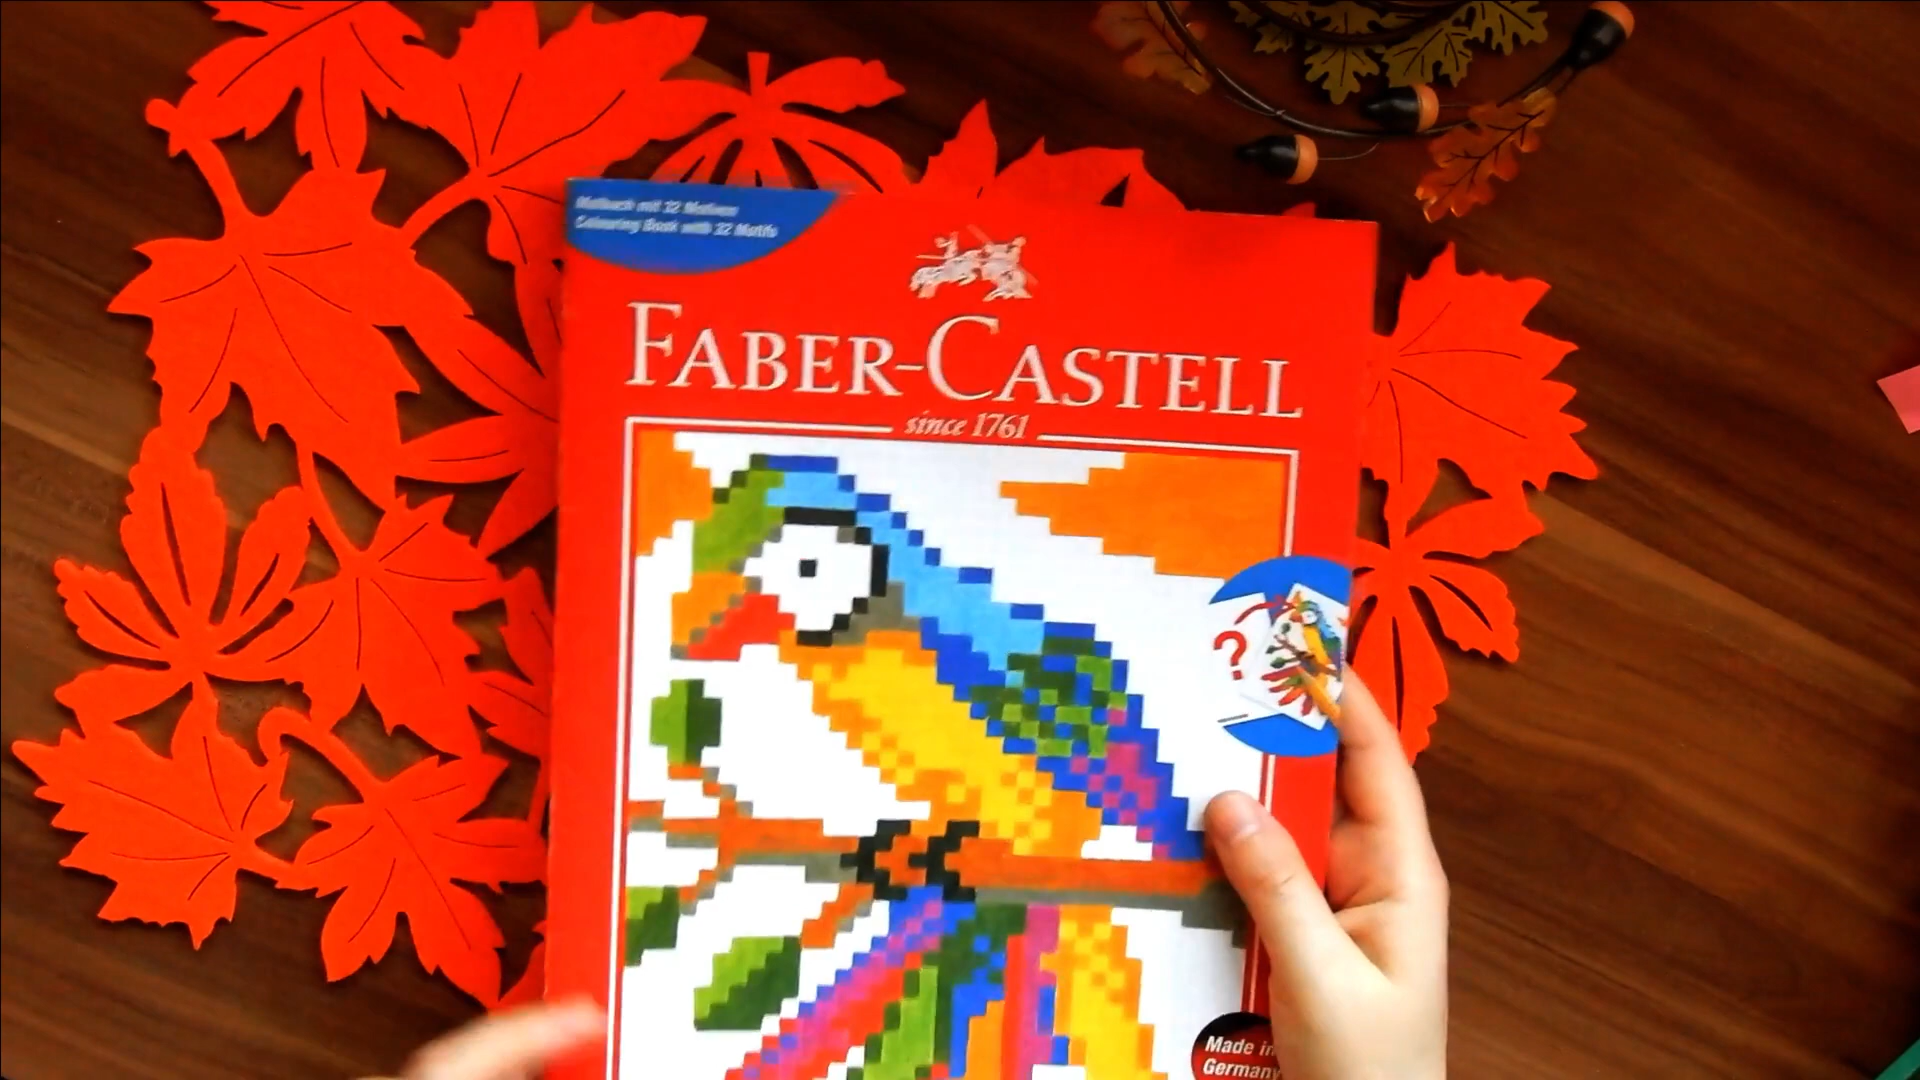 Malbuch mit 32 Motiven
Colouring Book with 32 Motifs
FABER-CASTELL
since 1761
?
Made in
Germany